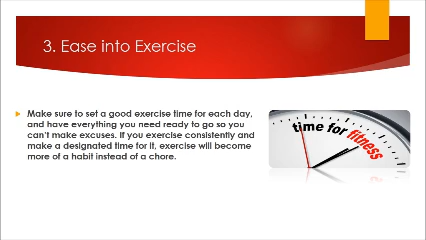 3. Ease into Exercise
Make sure to set a good exercise time for each day,
and have everything you need ready to go so you
can't make excuses. If you exercise consistently and
make a designated time for it, exercise will become
more of a habit instead of a chore.
time for fitness